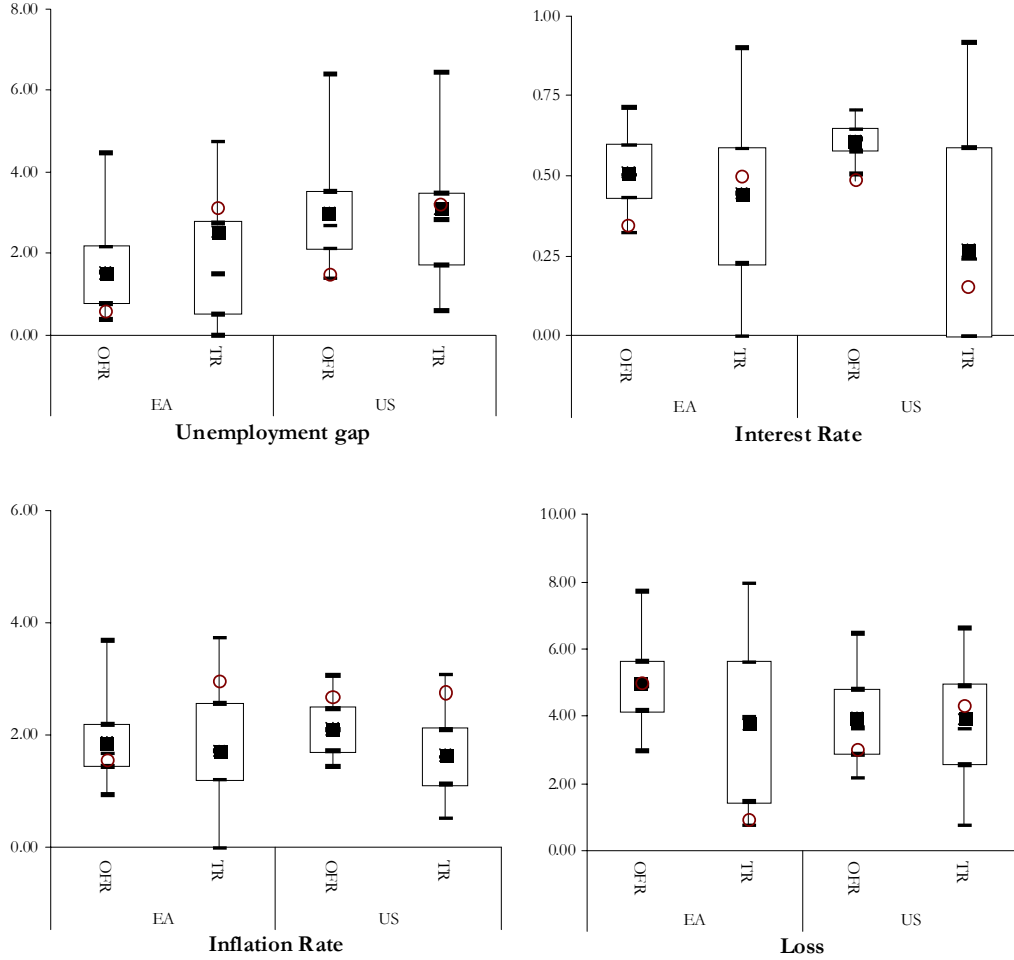 8.00
6.00
4.00
2.00
0.00
OFR
TR
OFR
TR
EA
US
Unemployment gap
1.00
0.75
0.50
0.25
0.00
OFR
TR
OFR
TR
EA
US
Interest Rate
6.00
4.00
2.00
0.00
OFR
TR
OFR
TR
EA
US
Inflation Rate
10.00
8.00
6.00
4.00
2.00
0.00
OFR
TR
OFR
TR
EA
US
Loss